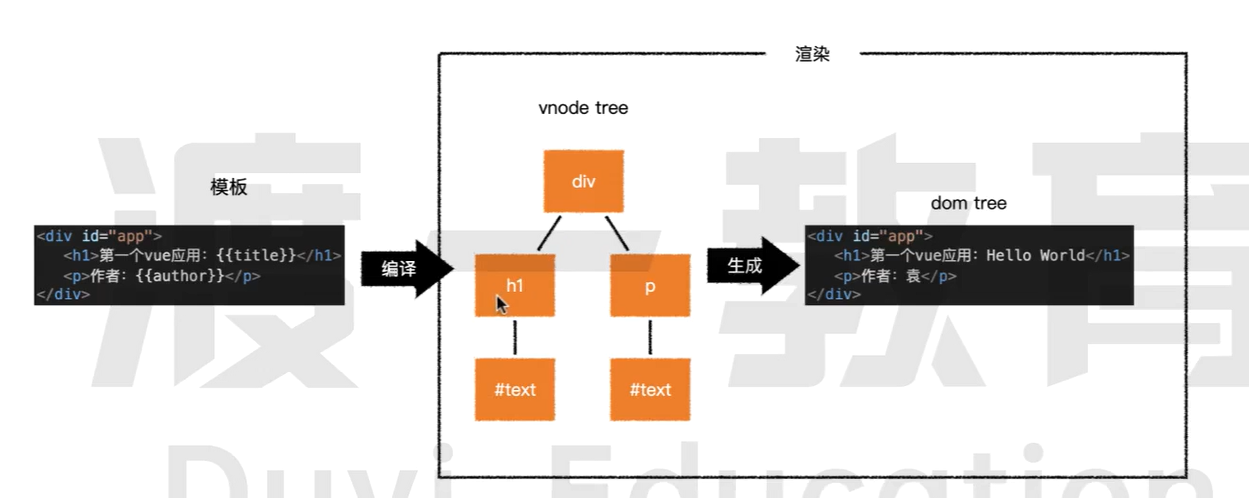 渲染
vnode tree
div
模板
dom tree
<div id="app">
<h1>第一个vue应用：{{title}}</h1>
<p>作者：{{author}}</p>
</div>
编译
h1
p
生成
<div id="app">
<h1>第一个vue应用：Hello World</h1>
<p>作者：袁</p>
</div>
#text
#text
渡一教育
Duyi Education